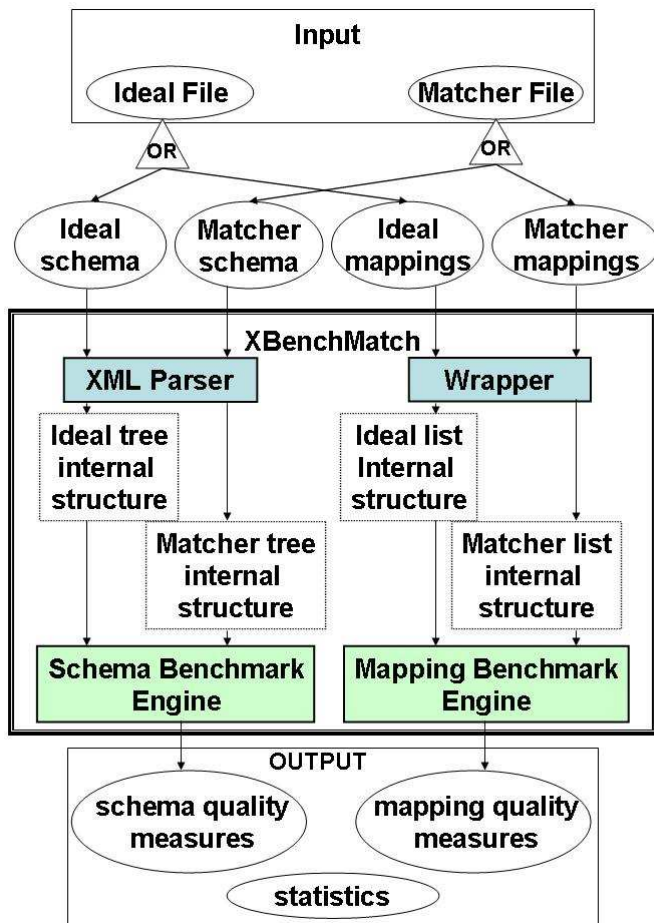 Input
Ideal File
Matcher File
OR
OR
Ideal
schema
Matcher
schema
Ideal
mappings
Matcher
mappings
XBenchMatch
XML Parser
Wrapper
Ideal tree
internal
structure
Ideal list
Internal
structure
Matcher tree
internal
structure
Matcher list
internal
structure
Schema Benchmark
Engine
Mapping Benchmark
Engine
OUTPUT
schema quality
measures
mapping quality
measures
statistics